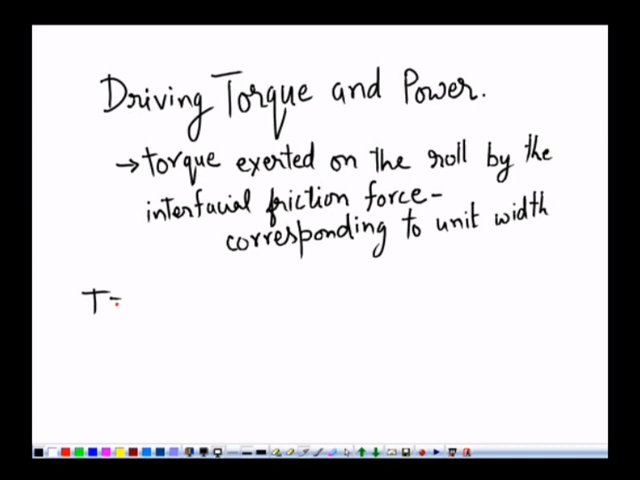 Driving Torque and Power.
→ torque exerted on the roll by the
interfacial friction force -
corresponding to unit width
T=